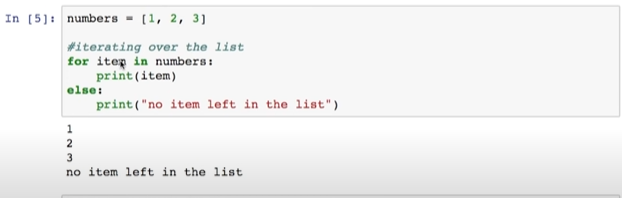 In [5]: numbers = [1, 2, 3]
#iterating over the list
for item in numbers:
    print(item)
else:
    print("no item left in the list")
1
2
3
no item left in the list